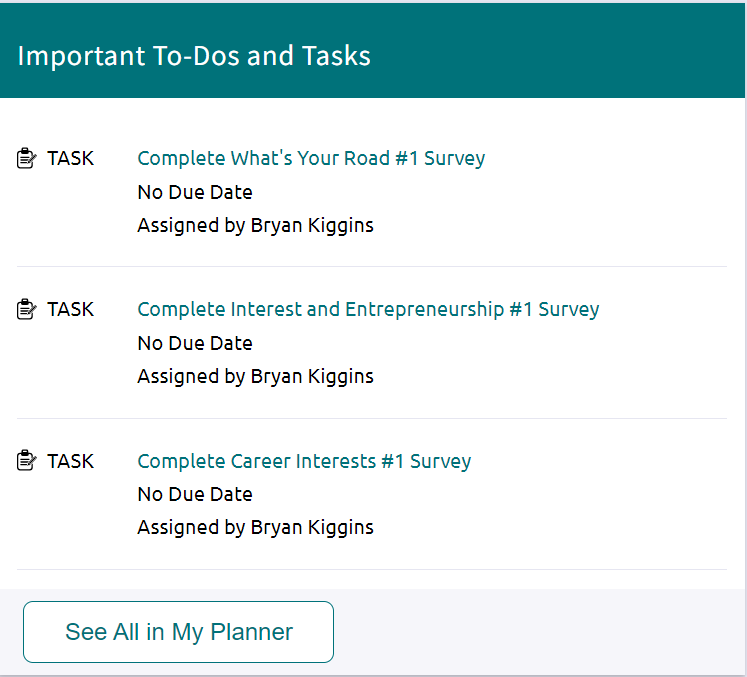 Important To-Dos and Tasks
TASK Complete What's Your Road #1 Survey
No Due Date
Assigned by Bryan Kiggins
TASK Complete Interest and Entrepreneurship #1 Survey
No Due Date
Assigned by Bryan Kiggins
TASK Complete Career Interests #1 Survey
No Due Date
Assigned by Bryan Kiggins
See All in My Planner